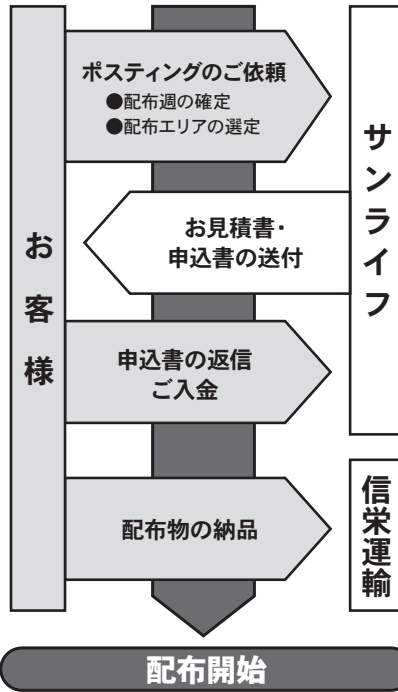 ポスティングのご依頼
●配布週の確定
●配布エリアの選定
お見積書・
申込書の送付
申込書の返信
ご入金
配布物の納品
お客様
サンライフ
信栄運輸
配布開始